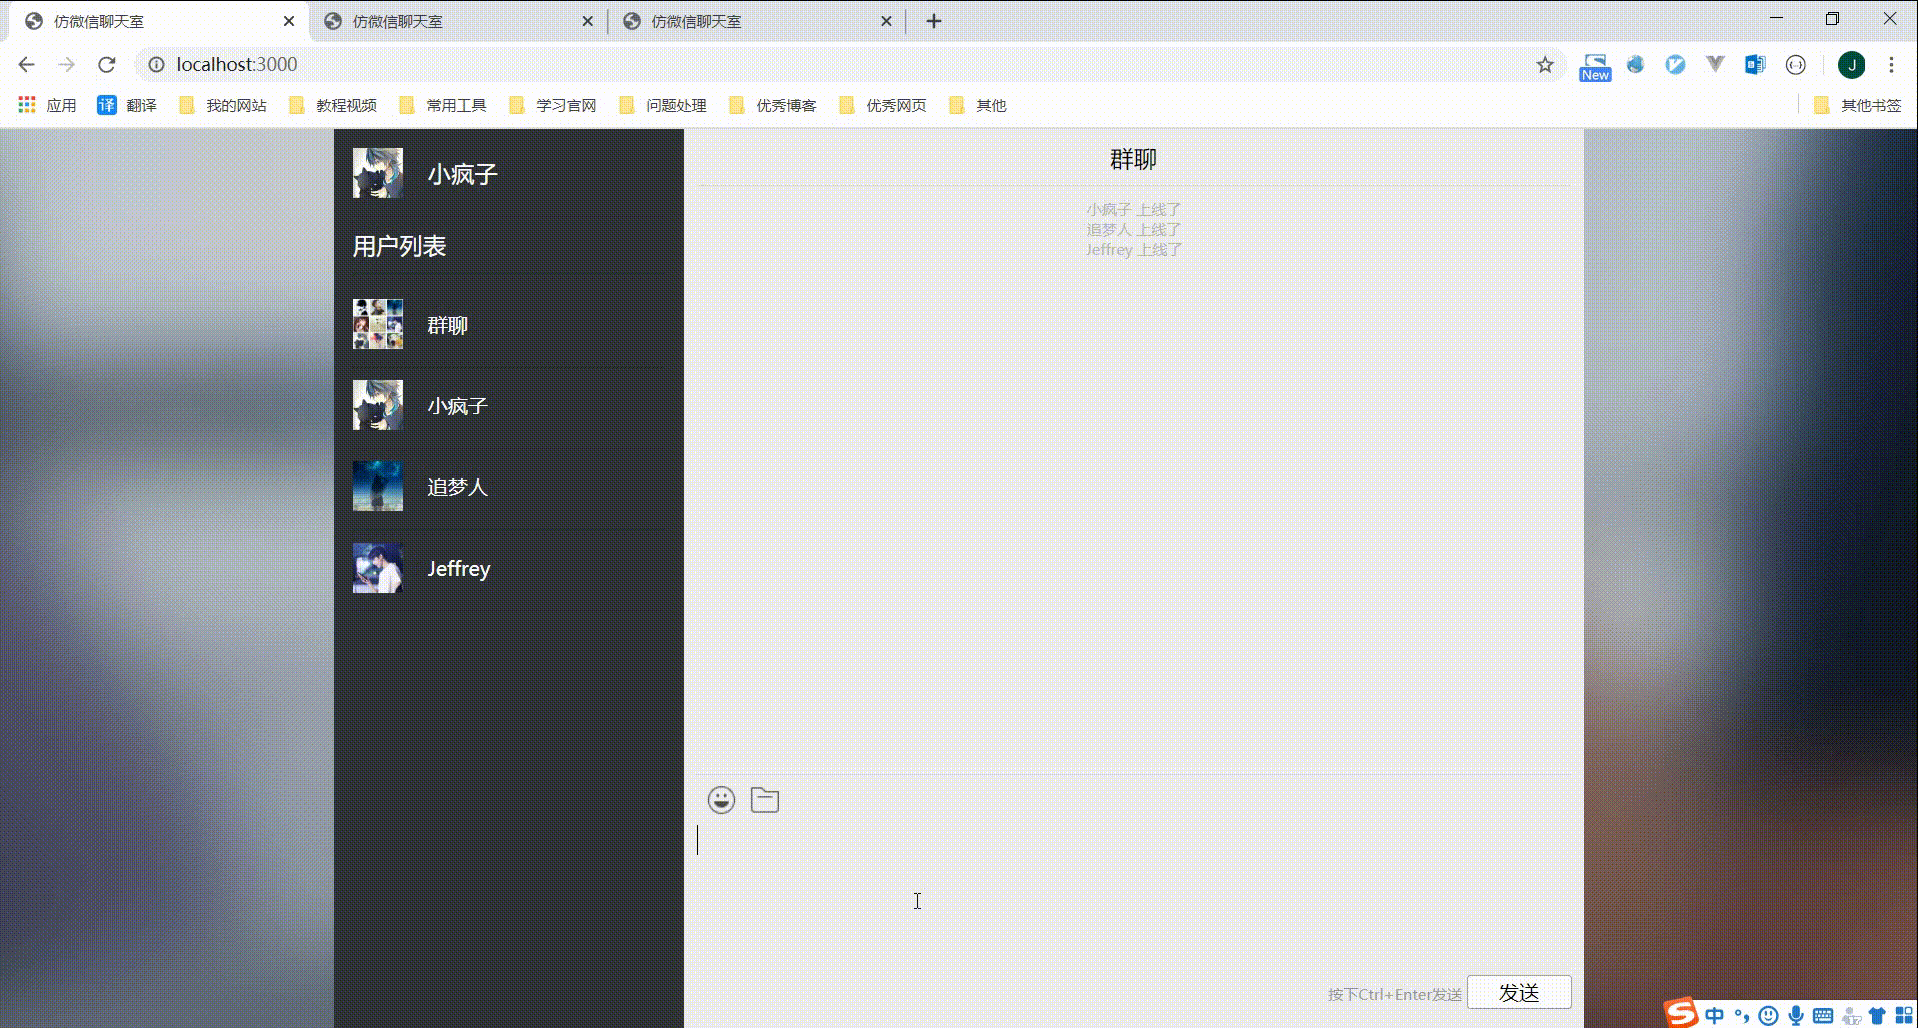 仿微信聊天室
仿微信聊天室
仿微信聊天室
localhost:3000
New
J
应用
译 翻译
我的网站
教程视频
常用工具
学习官网
问题处理
优秀博客
优秀网页
其他
其他书签
小疯子
用户列表
群聊
小疯子
追梦人
Jeffrey
群聊
小疯子 上线了
追梦人 上线了
Jeffrey 上线了
按下Ctrl+Enter发送
发送
S 中